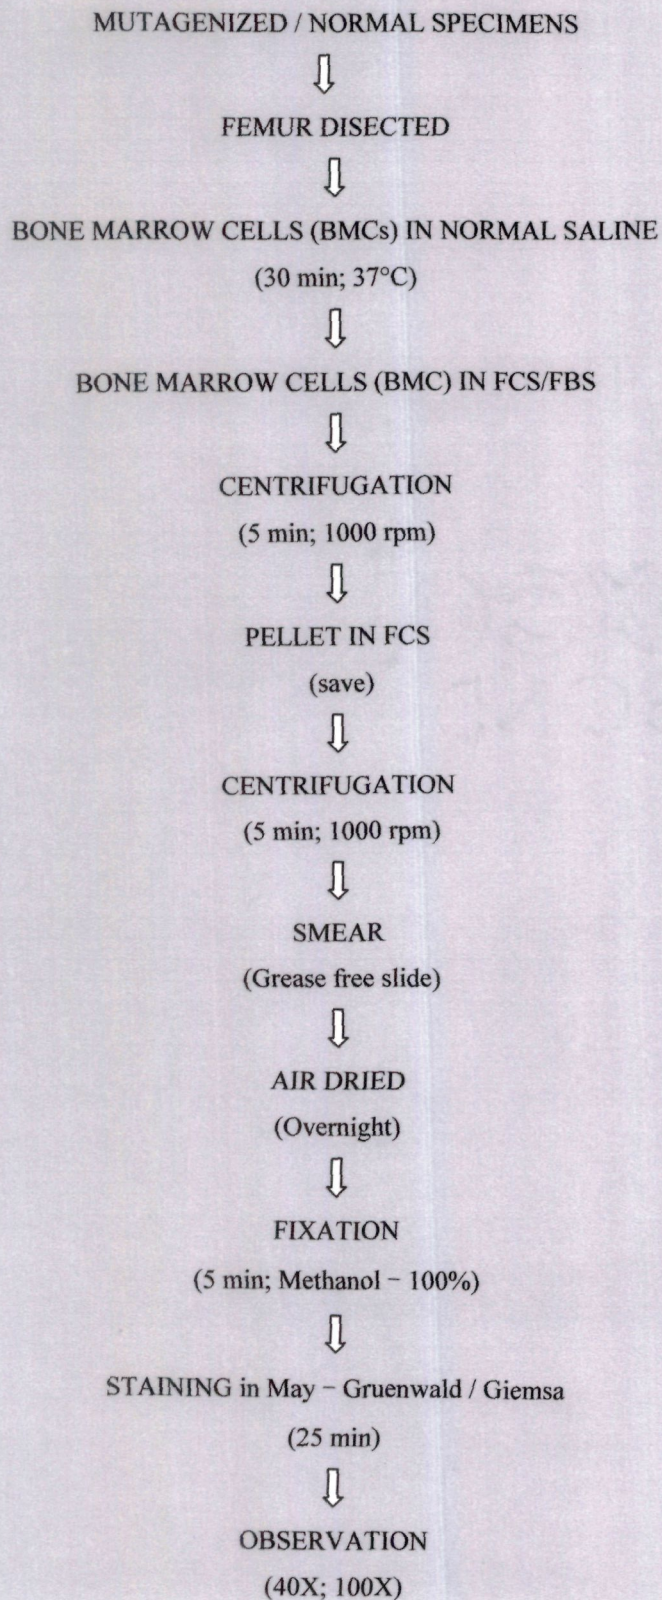 MUTAGENIZED / NORMAL SPECIMENS
FEMUR DISECTED
BONE MARROW CELLS (BMCs) IN NORMAL SALINE
(30 min; 37°C)
BONE MARROW CELLS (BMC) IN FCS/FBS
CENTRIFUGATION
(5 min; 1000 rpm)
PELLET IN FCS
(save)
CENTRIFUGATION
(5 min; 1000 rpm)
SMEAR
(Grease free slide)
AIR DRIED
(Overnight)
FIXATION
(5 min; Methanol – 100%)
STAINING in May – Gruenwald / Giemsa
(25 min)
OBSERVATION
(40X; 100X)